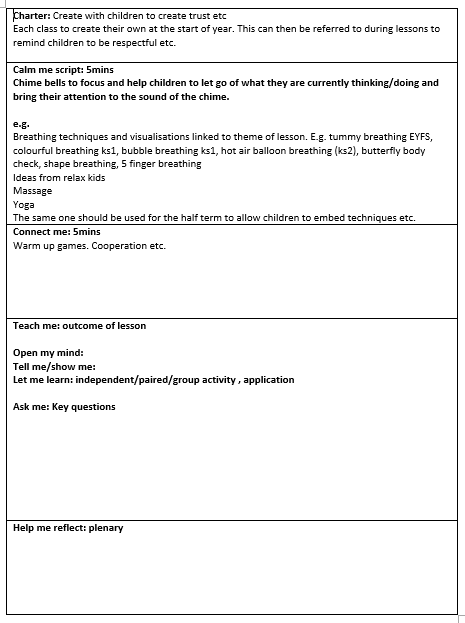 Charter: Create with children to create trust etc
Each class to create their own at the start of year. This can then be referred to during lessons to
remind children to be respectful etc.
Calm me script: 5mins
Chime bells to focus and help children to let go of what they are currently thinking/doing and
bring their attention to the sound of the chime.
e.g.
Breathing techniques and visualisations linked to theme of lesson. E.g. tummy breathing EYFS,
colourful breathing ks1, bubble breathing ks1, hot air balloon breathing (ks2), butterfly body
check, shape breathing, 5 finger breathing
Ideas from relax kids
Massage
Yoga
The same one should be used for the half term to allow children to embed techniques etc.
Connect me: 5mins
Warm up games. Cooperation etc.
Teach me: outcome of lesson
Open my mind:
Tell me/show me:
Let me learn: independent/paired/group activity , application
Ask me: Key questions
Help me reflect: plenary